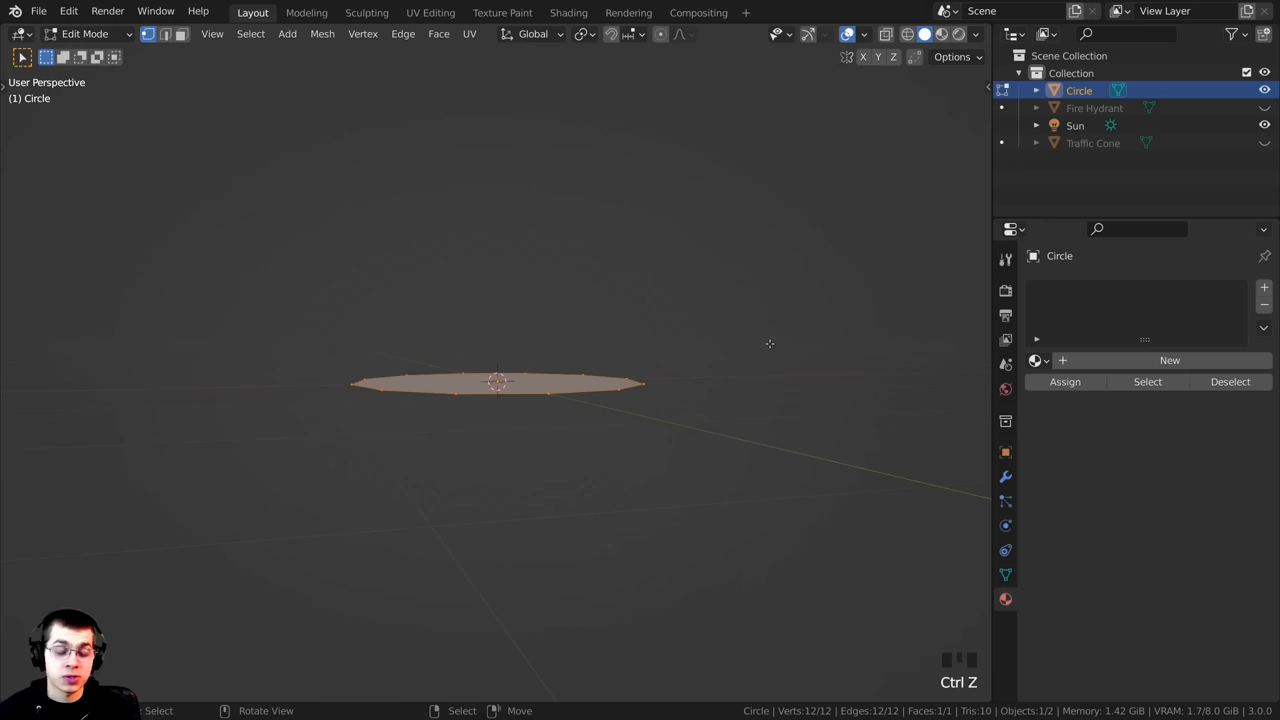 File Edit Render Window Help Layout Modeling Sculpting UV Editing Texture Paint Shading Rendering Compositing + Scene View Layer
Edit Mode View Select Add Mesh Vertex Edge Face UV Global
X Y Z Options
User Perspective
(1) Circle
Scene Collection
Collection
Circle
Fire Hydrant
Sun
Traffic Cone
Circle
New
Assign Select Deselect
Ctrl Z
Select Rotate View Select Move Circle | Verts:12/12 | Edges:12/12 | Faces:1/1 | Tris:10 | Objects:1/2 | Memory: 1.42 GiB | VRAM: 1.7/8.0 GiB | 3.0.0